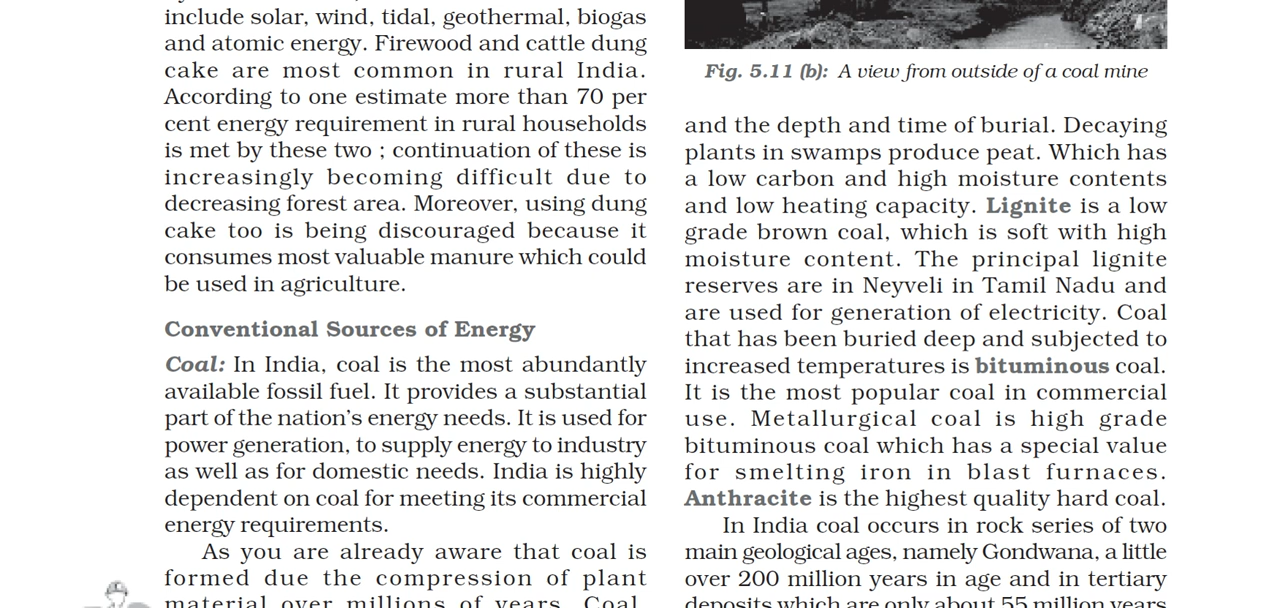 include solar, wind, tidal, geothermal, biogas
and atomic energy. Firewood and cattle dung
cake are most common in rural India.
According to one estimate more than 70 per
cent energy requirement in rural households
is met by these two ; continuation of these is
increasingly becoming difficult due to
decreasing forest area. Moreover, using dung
cake too is being discouraged because it
consumes most valuable manure which could
be used in agriculture.
Conventional Sources of Energy
Coal: In India, coal is the most abundantly
available fossil fuel. It provides a substantial
part of the nation's energy needs. It is used for
power generation, to supply energy to industry
as well as for domestic needs. India is highly
dependent on coal for meeting its commercial
energy requirements.
As you are already aware that coal is
formed due the compression of plant
material over millions of years. Coal,
Fig. 5.11 (b): A view from outside of a coal mine
and the depth and time of burial. Decaying
plants in swamps produce peat. Which has
a low carbon and high moisture contents
and low heating capacity. Lignite is a low
grade brown coal, which is soft with high
moisture content. The principal lignite
reserves are in Neyveli in Tamil Nadu and
are used for generation of electricity. Coal
that has been buried deep and subjected to
increased temperatures is bituminous coal.
It is the most popular coal in commercial
use. Metallurgical coal is high grade
bituminous coal which has a special value
for smelting iron in blast furnaces.
Anthracite is the highest quality hard coal.
In India coal occurs in rock series of two
main geological ages, namely Gondwana, a little
over 200 million years in age and in tertiary
deposits which are only about 55 million years